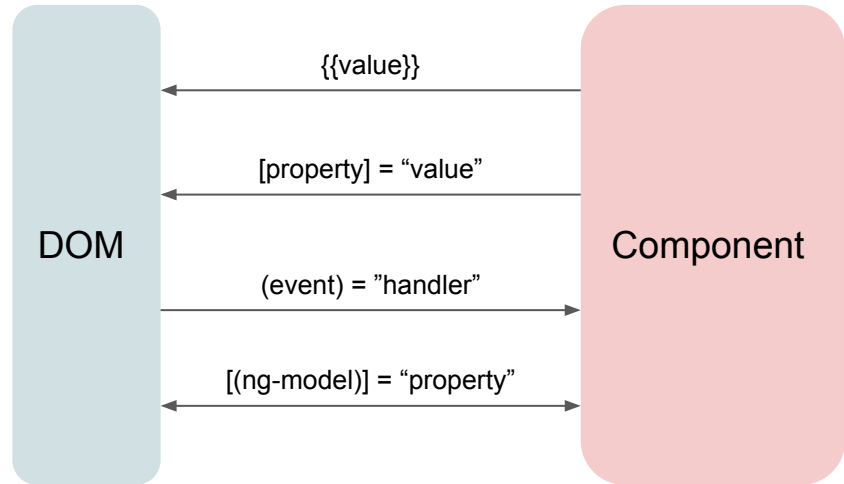 {{value}}
[property] = “value”
DOM
Component
(event) = ”handler”
[(ng-model)] = “property”